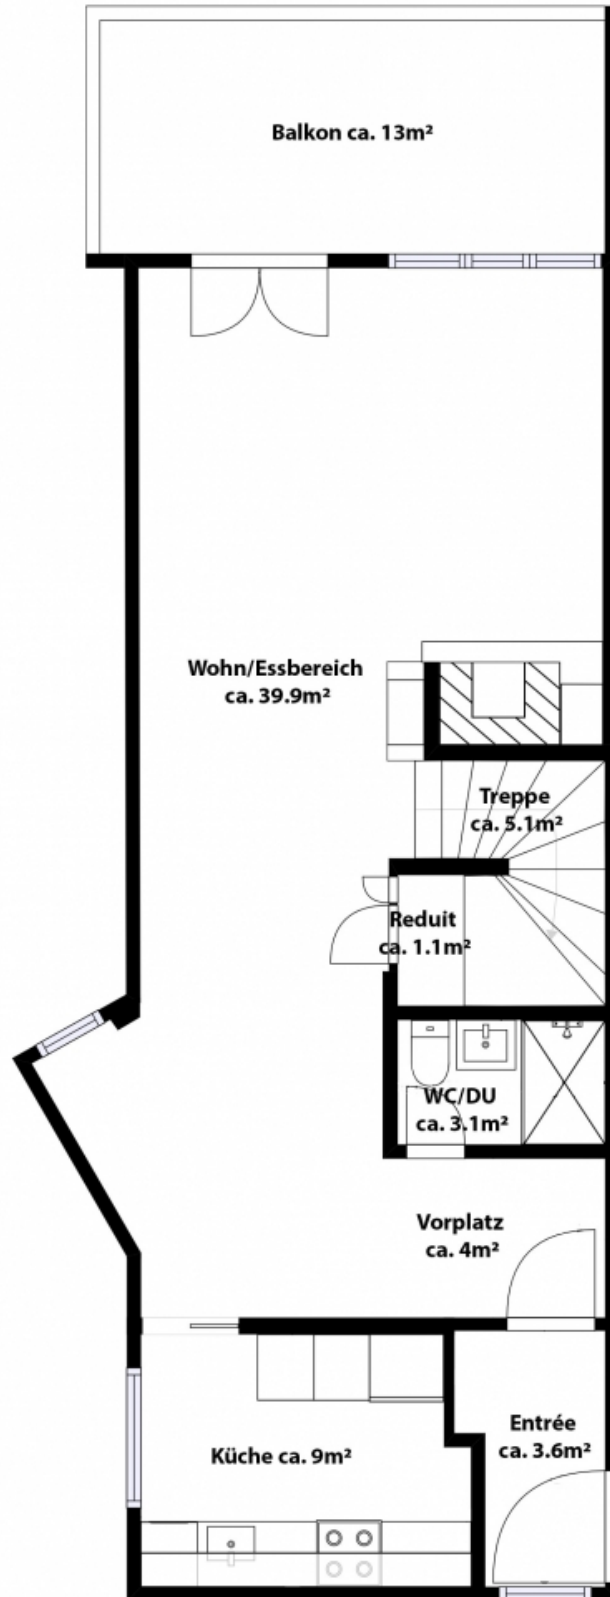 Balkon ca. 13m²
Wohn/Essbereich
ca. 39.9m²
Treppe
ca. 5.1m²
Reduit
ca. 1.1m²
WC/DU
ca. 3.1m²
Vorplatz
ca. 4m²
Entrée
ca. 3.6m²
Küche ca. 9m²